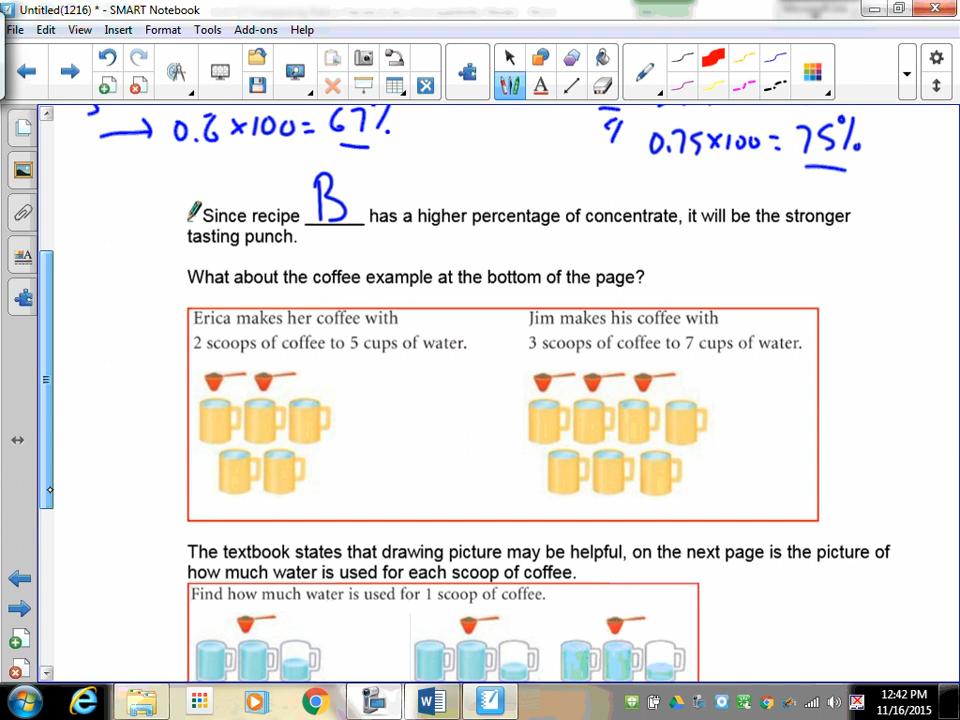 Untitled(1216) * - SMART Notebook
File Edit View Insert Format Tools Add-ons Help
→ 0.6 x 100 = 67% 0.75 x 100 = 75%
Since recipe B has a higher percentage of concentrate, it will be the stronger
tasting punch.
What about the coffee example at the bottom of the page?
Erica makes her coffee with
2 scoops of coffee to 5 cups of water.
Jim makes his coffee with
3 scoops of coffee to 7 cups of water.
The textbook states that drawing picture may be helpful, on the next page is the picture of
how much water is used for each scoop of coffee.
Find how much water is used for 1 scoop of coffee.
12:42 PM
11/16/2015